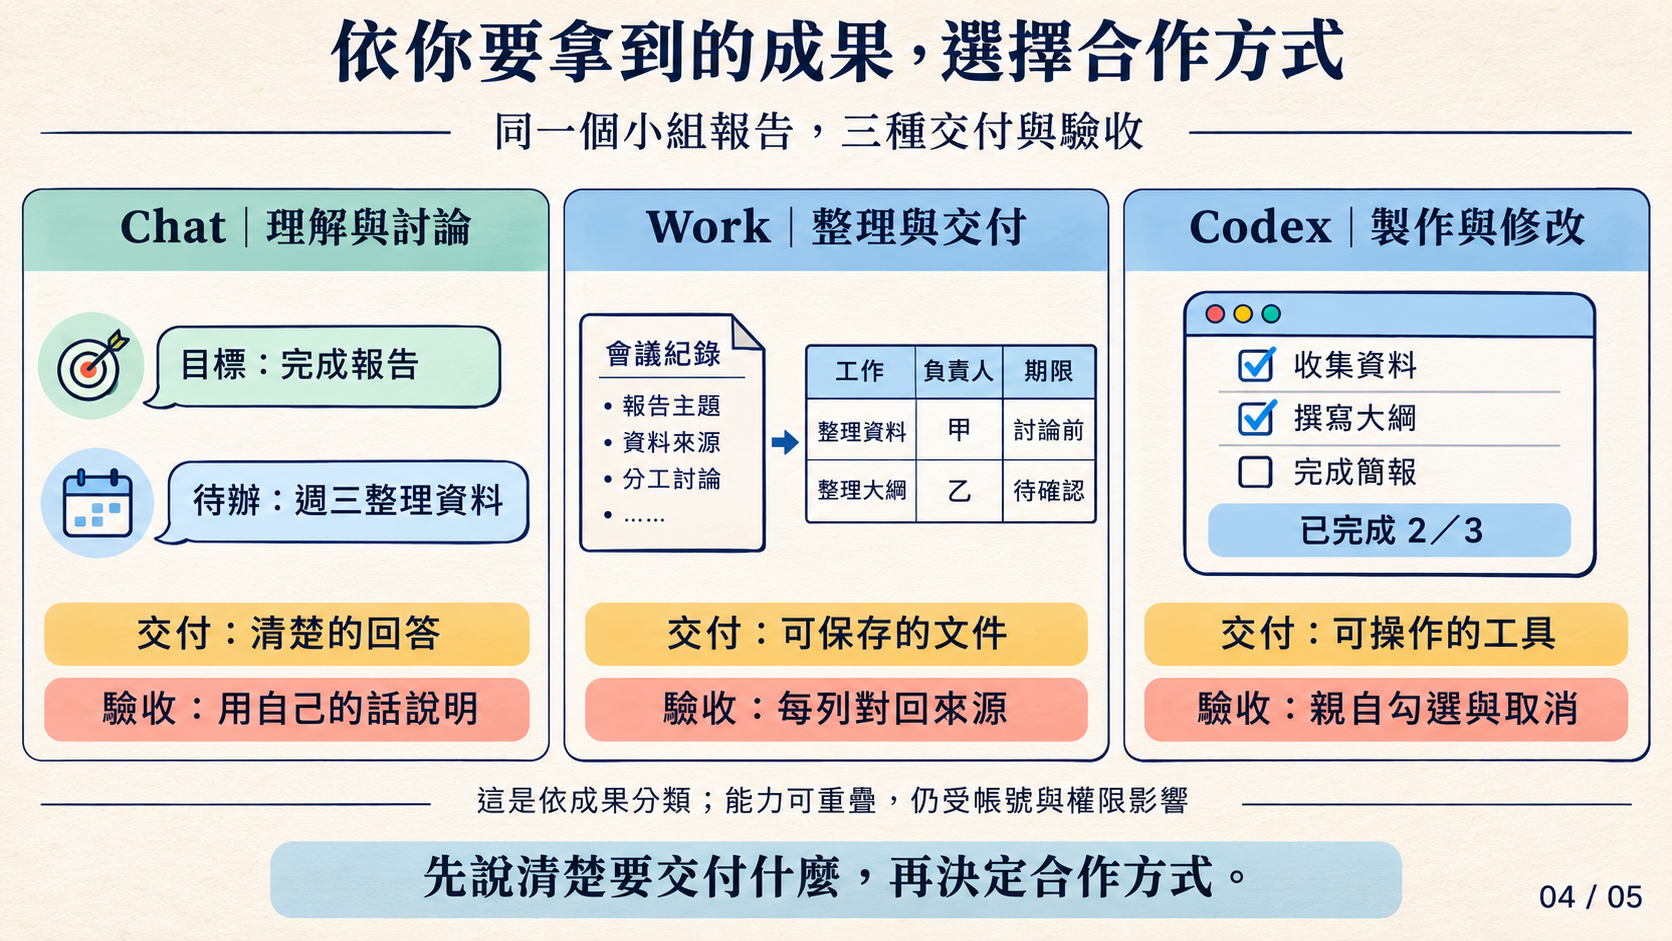 依你要拿到的成果，選擇合作方式
同一個小組報告，三種交付與驗收
Chat｜理解與討論
目標：完成報告
待辦：週三整理資料
交付：清楚的回答
驗收：用自己的話說明
Work｜整理與交付
會議紀錄
• 報告主題
• 資料來源
• 分工討論
• ……
工作 負責人 期限
整理資料 甲 討論前
整理大綱 乙 待確認
交付：可保存的文件
驗收：每列對回來源
Codex｜製作與修改
收集資料
撰寫大綱
完成簡報
已完成 2／3
交付：可操作的工具
驗收：親自勾選與取消
這是依成果分類；能力可重疊，仍受帳號與權限影響
先說清楚要交付什麼，再決定合作方式。
04 / 05